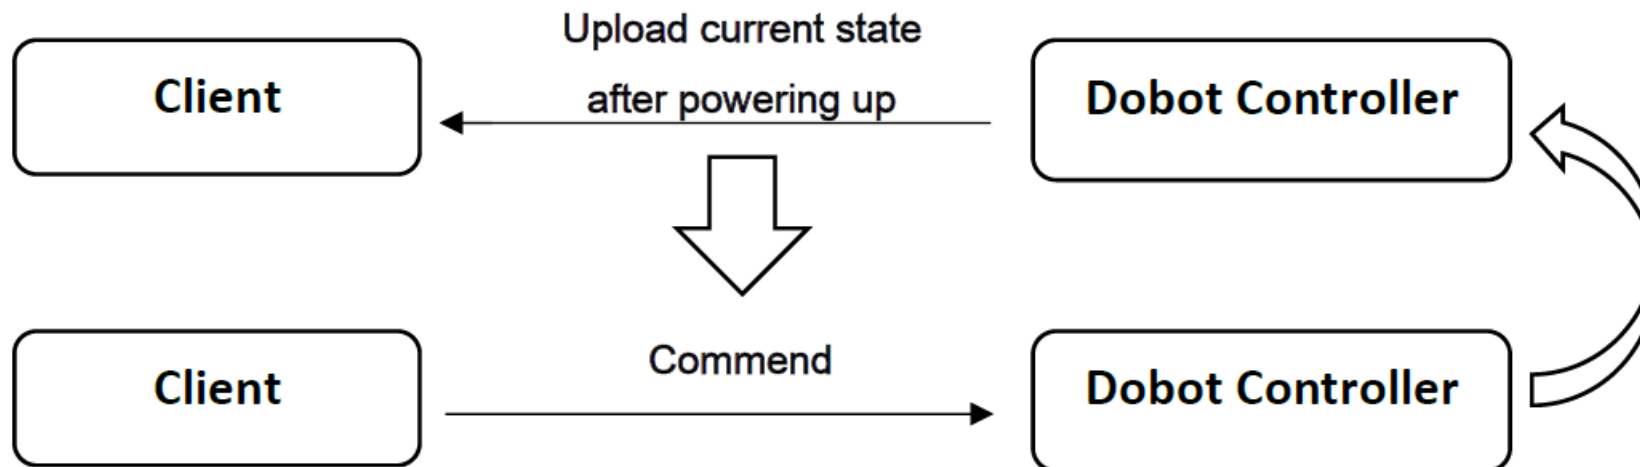 Upload current state
Client
after powering up
Dobot Controller
Commend
Client
Dobot Controller